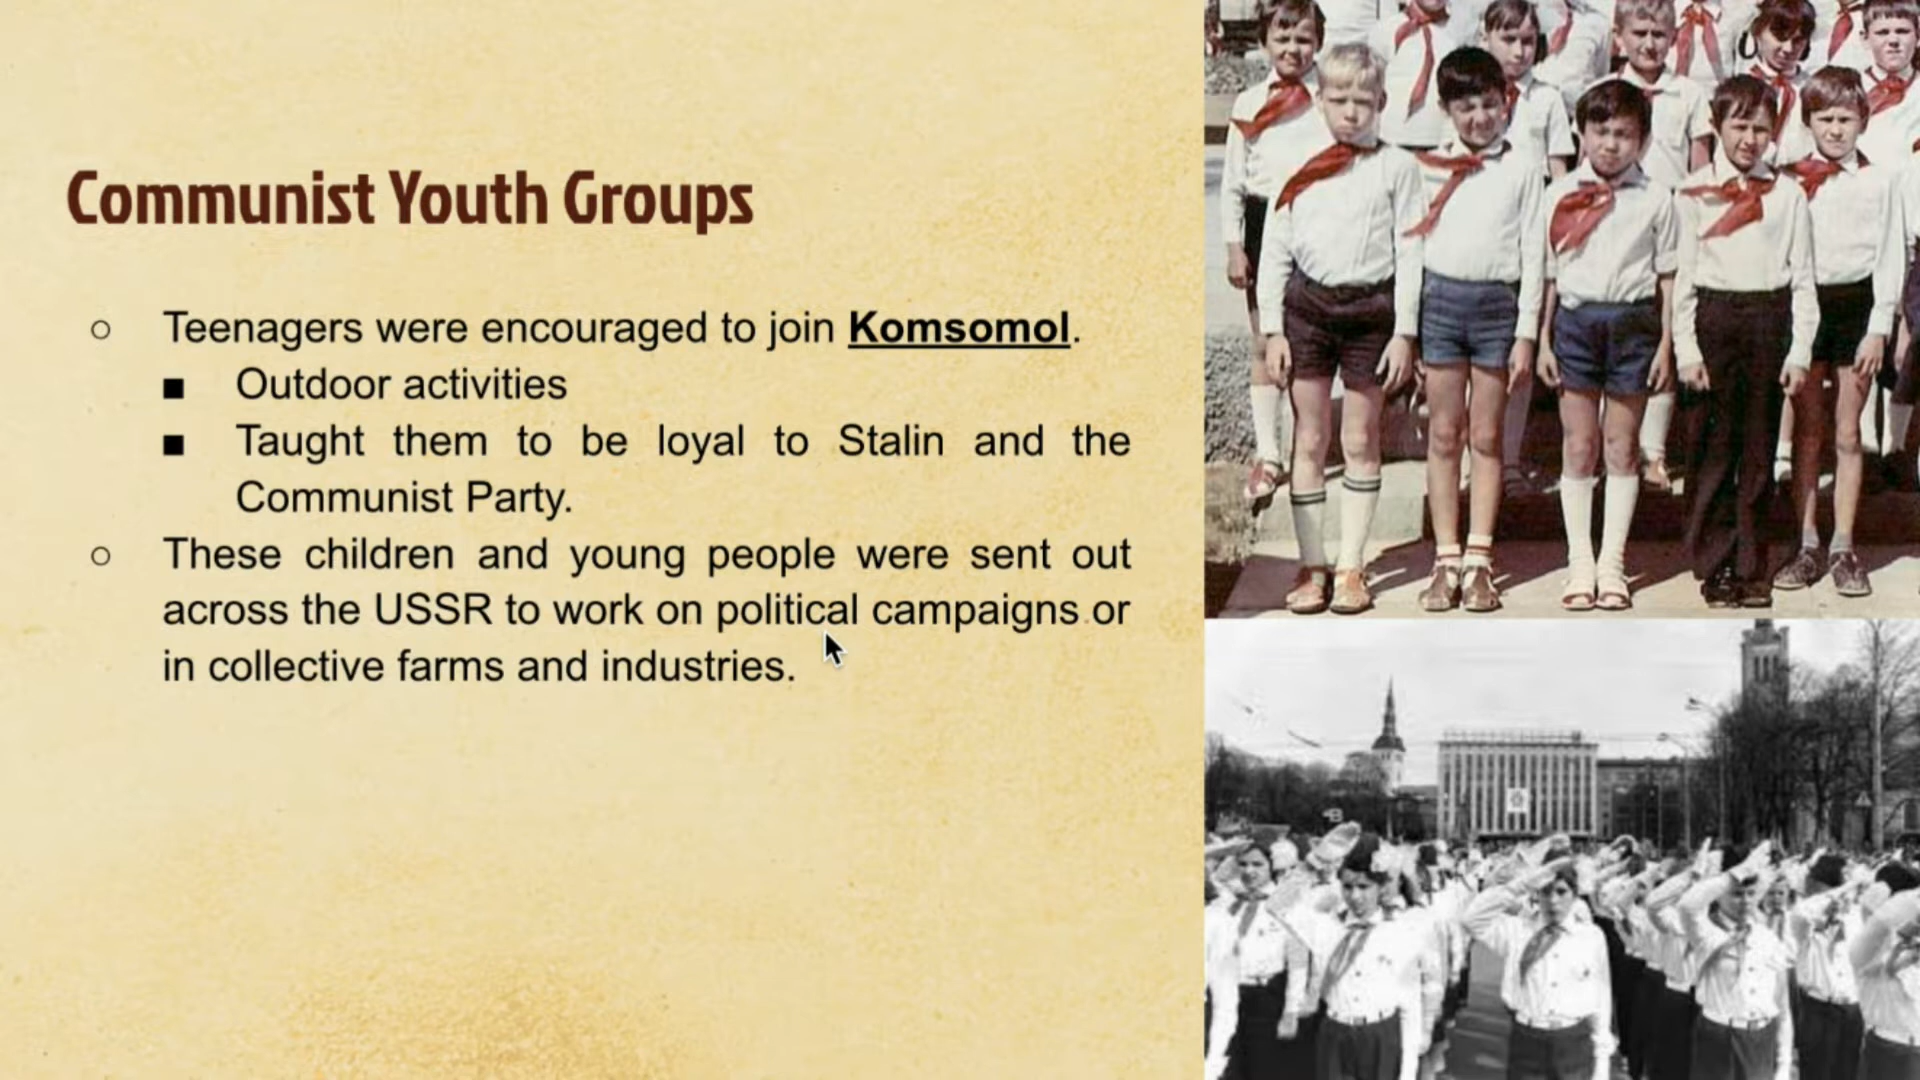 Communist Youth Groups
○ Teenagers were encouraged to join Komsomol.
■ Outdoor activities
■ Taught them to be loyal to Stalin and the
Communist Party.
○ These children and young people were sent out
across the USSR to work on political campaigns or
in collective farms and industries.